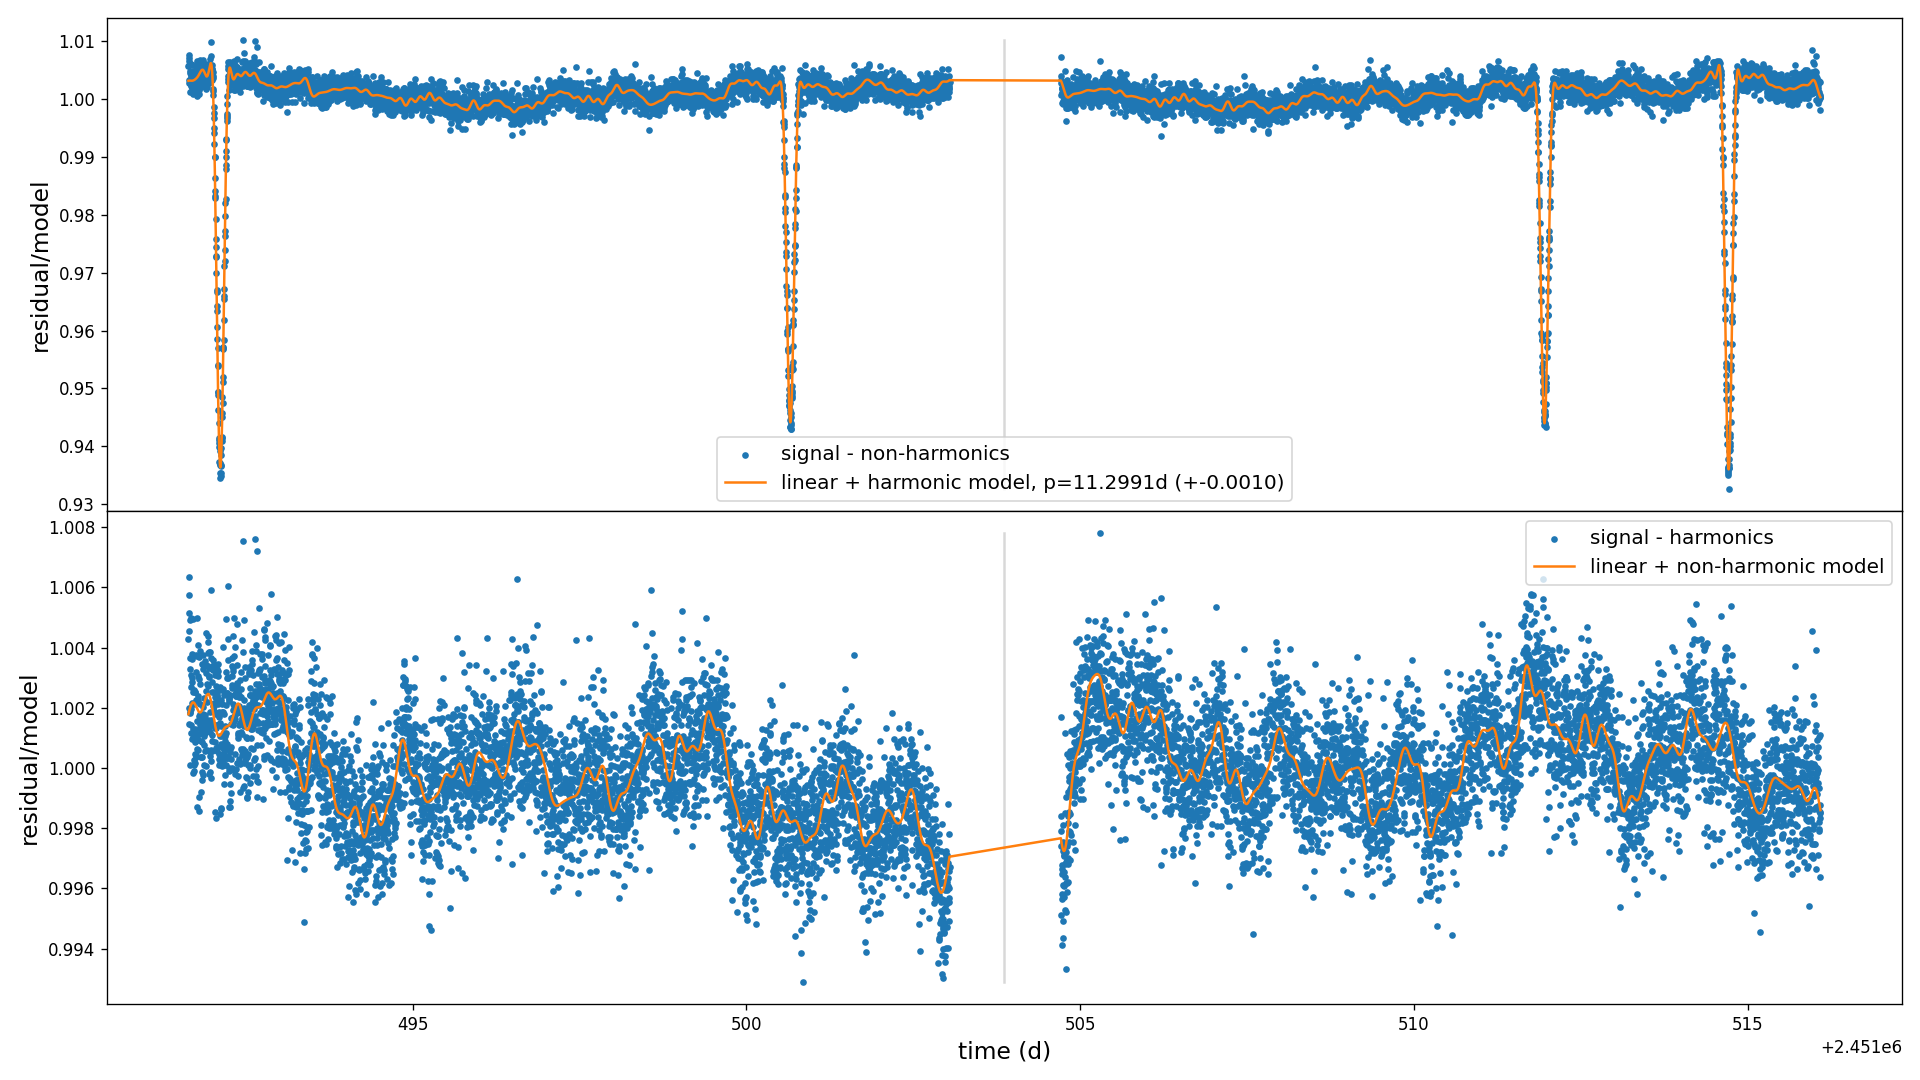 1.01
1.00
0.99
0.98
0.97
0.96
0.95
0.94
0.93
residual/model
signal - non-harmonics
linear + harmonic model, p=11.2991d (+-0.0010)
1.008
1.006
1.004
1.002
1.000
0.998
0.996
0.994
residual/model
signal - harmonics
linear + non-harmonic model
495
500
505
510
515
time (d)
+2.451e6